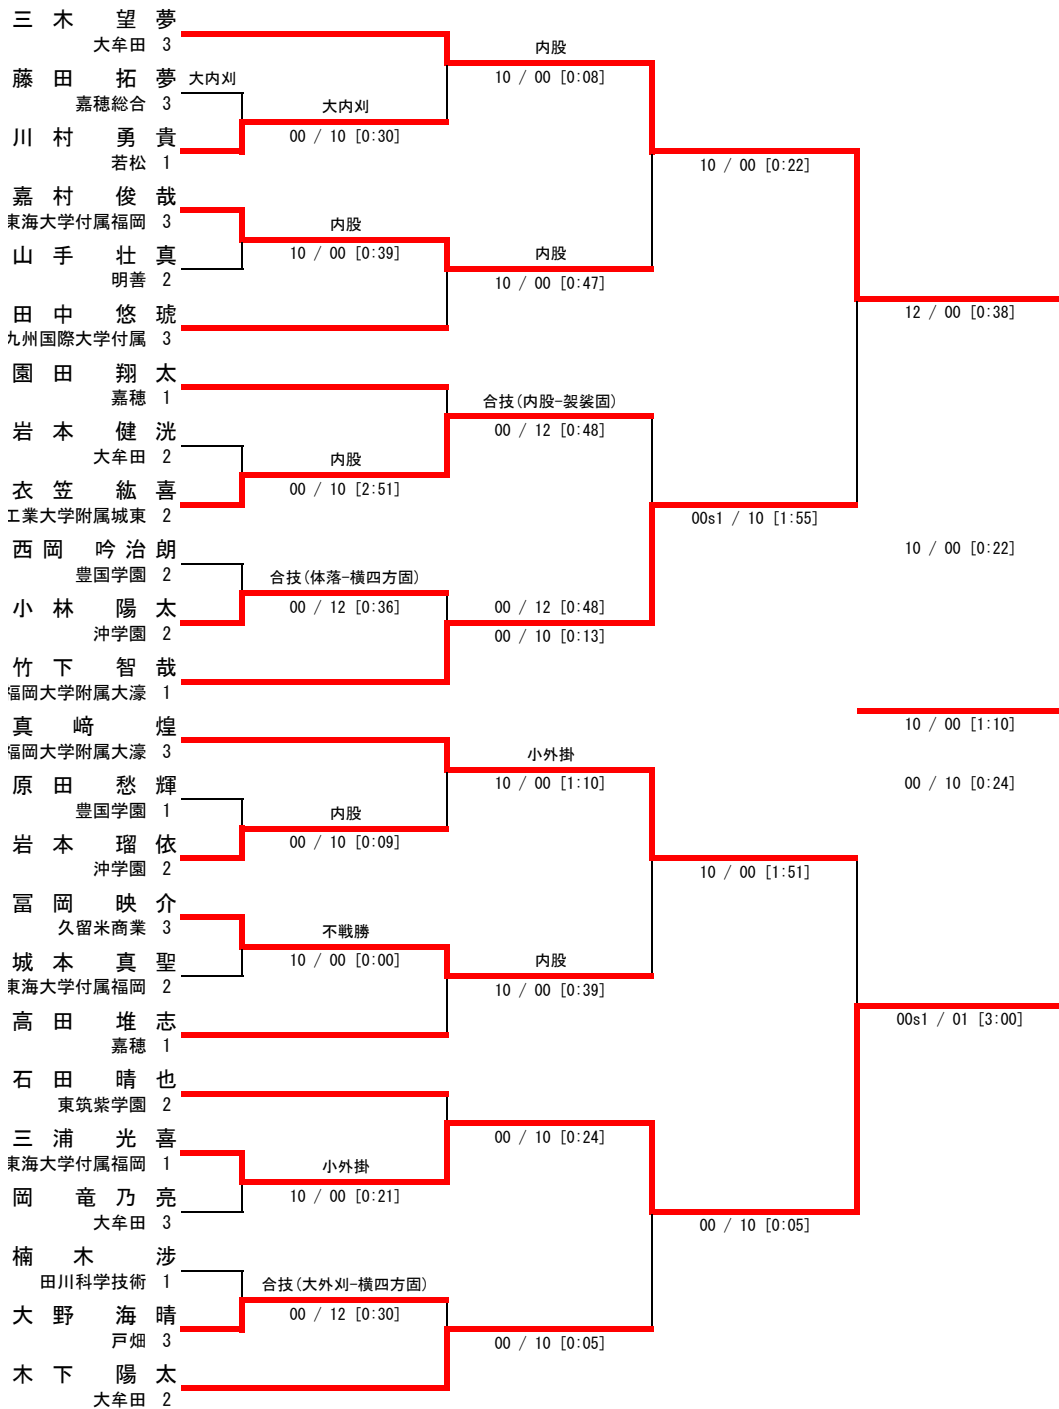 三木 望夢
大牟田 3
藤田 拓夢
嘉穂総合 3
川村 勇貴
若松 1
嘉村 俊哉
東海大学付属福岡 3
山手 壮真
明善 2
田中 悠琥
九州国際大学付属 3
園田 翔太
嘉穂 1
岩本 健洸
大牟田 2
衣笠 紘喜
工業大学附属城東 2
西岡 吟治朗
豊国学園 2
小林 陽太
沖学園 2
竹下 智哉
福岡大学附属大濠 1
真﨑 煌
福岡大学附属大濠 3
原田 愁輝
豊国学園 1
岩本 瑠依
沖学園 2
冨岡 映介
久留米商業 3
城本 真聖
東海大学付属福岡 2
高田 堆志
嘉穂 1
石田 晴也
東筑紫学園 2
三浦 光喜
東海大学付属福岡 1
岡 竜乃亮
大牟田 3
楠木 渉
田川科学技術 1
大野 海晴
戸畑 3
木下 陽太
大牟田 2
大内刈
大内刈
00 / 10 [0:30]
内股
10 / 00 [0:39]
内股
00 / 10 [2:51]
合技(体落-横四方固)
00 / 12 [0:36]
内股
00 / 10 [0:09]
不戦勝
10 / 00 [0:00]
小外掛
10 / 00 [0:21]
合技(大外刈-横四方固)
00 / 12 [0:30]
内股
10 / 00 [0:08]
内股
10 / 00 [0:47]
合技(内股-袈裟固)
00 / 12 [0:48]
00 / 12 [0:48]
00 / 10 [0:13]
小外掛
10 / 00 [1:10]
内股
10 / 00 [0:39]
00 / 10 [0:24]
00 / 10 [0:05]
10 / 00 [0:22]
00s1 / 10 [1:55]
10 / 00 [1:51]
00 / 10 [0:05]
12 / 00 [0:38]
10 / 00 [0:22]
10 / 00 [1:10]
00 / 10 [0:24]
00s1 / 01 [3:00]